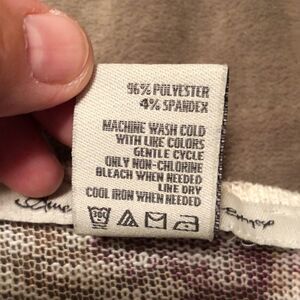 96% POLYESTER
4% SPANDEX
MACHINE WASH COLD
WITH LIKE COLORS
GENTLE CYCLE
ONLY NON-CHLORINE
BLEACH WHEN NEEDED
LINE DRY
COOL IRON WHEN NEEDED